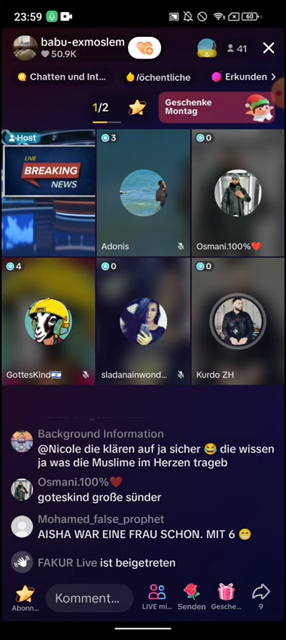 23:59
60
babu-exmoslem
50.9K
41
Chatten und Int...
löchentliche
Erkunden
1/2
Geschenke
Montag
Host
LIVE
BREAKING
NEWS
3
Adonis
0
Osmani.100%❤️
4
GottesKind🇮🇱
0
sladanainwond...
0
Kurdo ZH
Background Information
@Nicole die klären auf ja sicher 😂 die wissen
ja was die Muslime im Herzen trageb
Osmani.100%❤️
goteskind große sünder
Mohamed_false_prophet
AISHA WAR EINE FRAU SCHON. MIT 6 😁
FAKUR Live ist beigetreten
Abonn...
Komment...
LIVE mi...
Senden
Gesche...
9